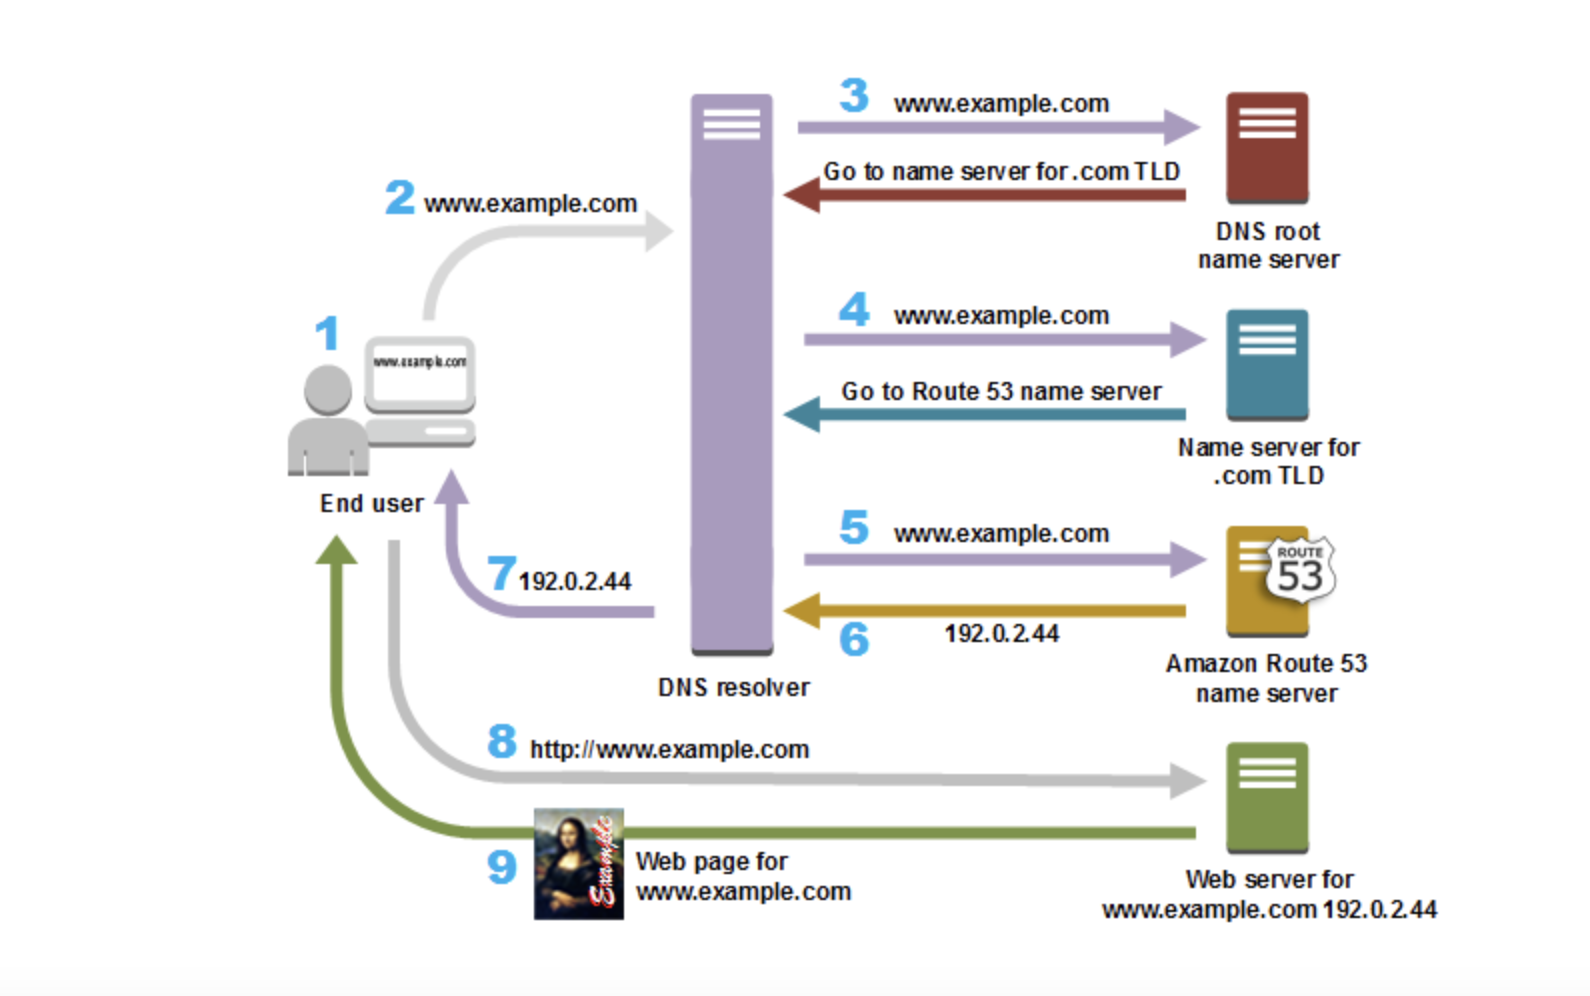 3 www.example.com
Go to name server for .com TLD
DNS root
name server
2 www.example.com
1
www.example.com
End user
4 www.example.com
Go to Route 53 name server
Name server for
.com TLD
5 www.example.com
ROUTE
53
6
192.0.2.44
Amazon Route 53
name server
7 192.0.2.44
DNS resolver
8 http://www.example.com
9
Example
Web page for
www.example.com
Web server for
www.example.com 192.0.2.44